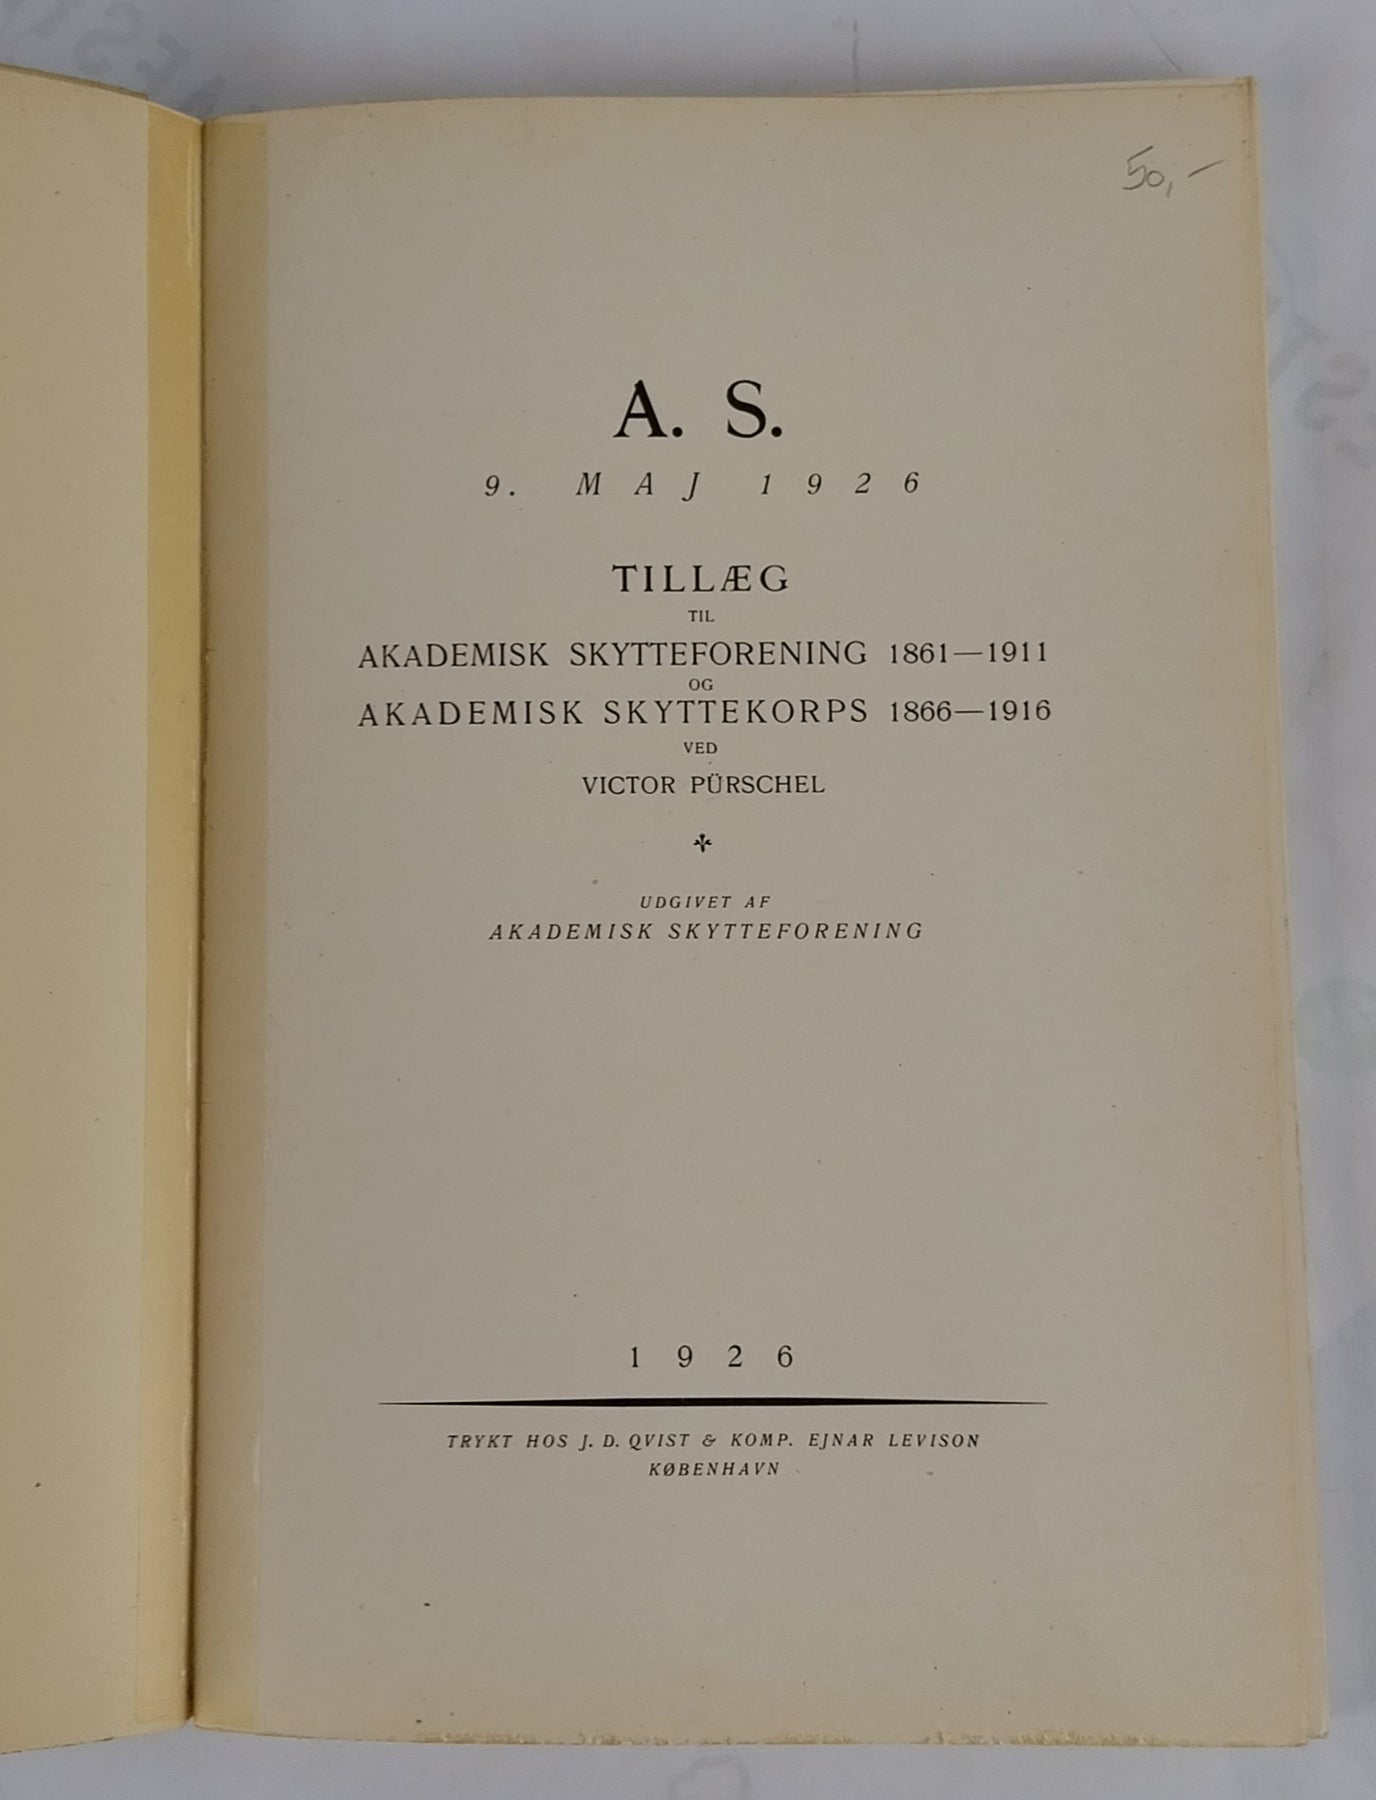 50,-
A. S.
9. MAJ 1926
TILLÆG
TIL
AKADEMISK SKYTTEFORENING 1861—1911
OG
AKADEMISK SKYTTEKORPS 1866—1916
VED
VICTOR PÜRSCHEL
UDGIVET AF
AKADEMISK SKYTTEFORENING
1926
TRYKT HOS J. D. QVIST & KOMP. EJNAR LEVISON
KØBENHAVN